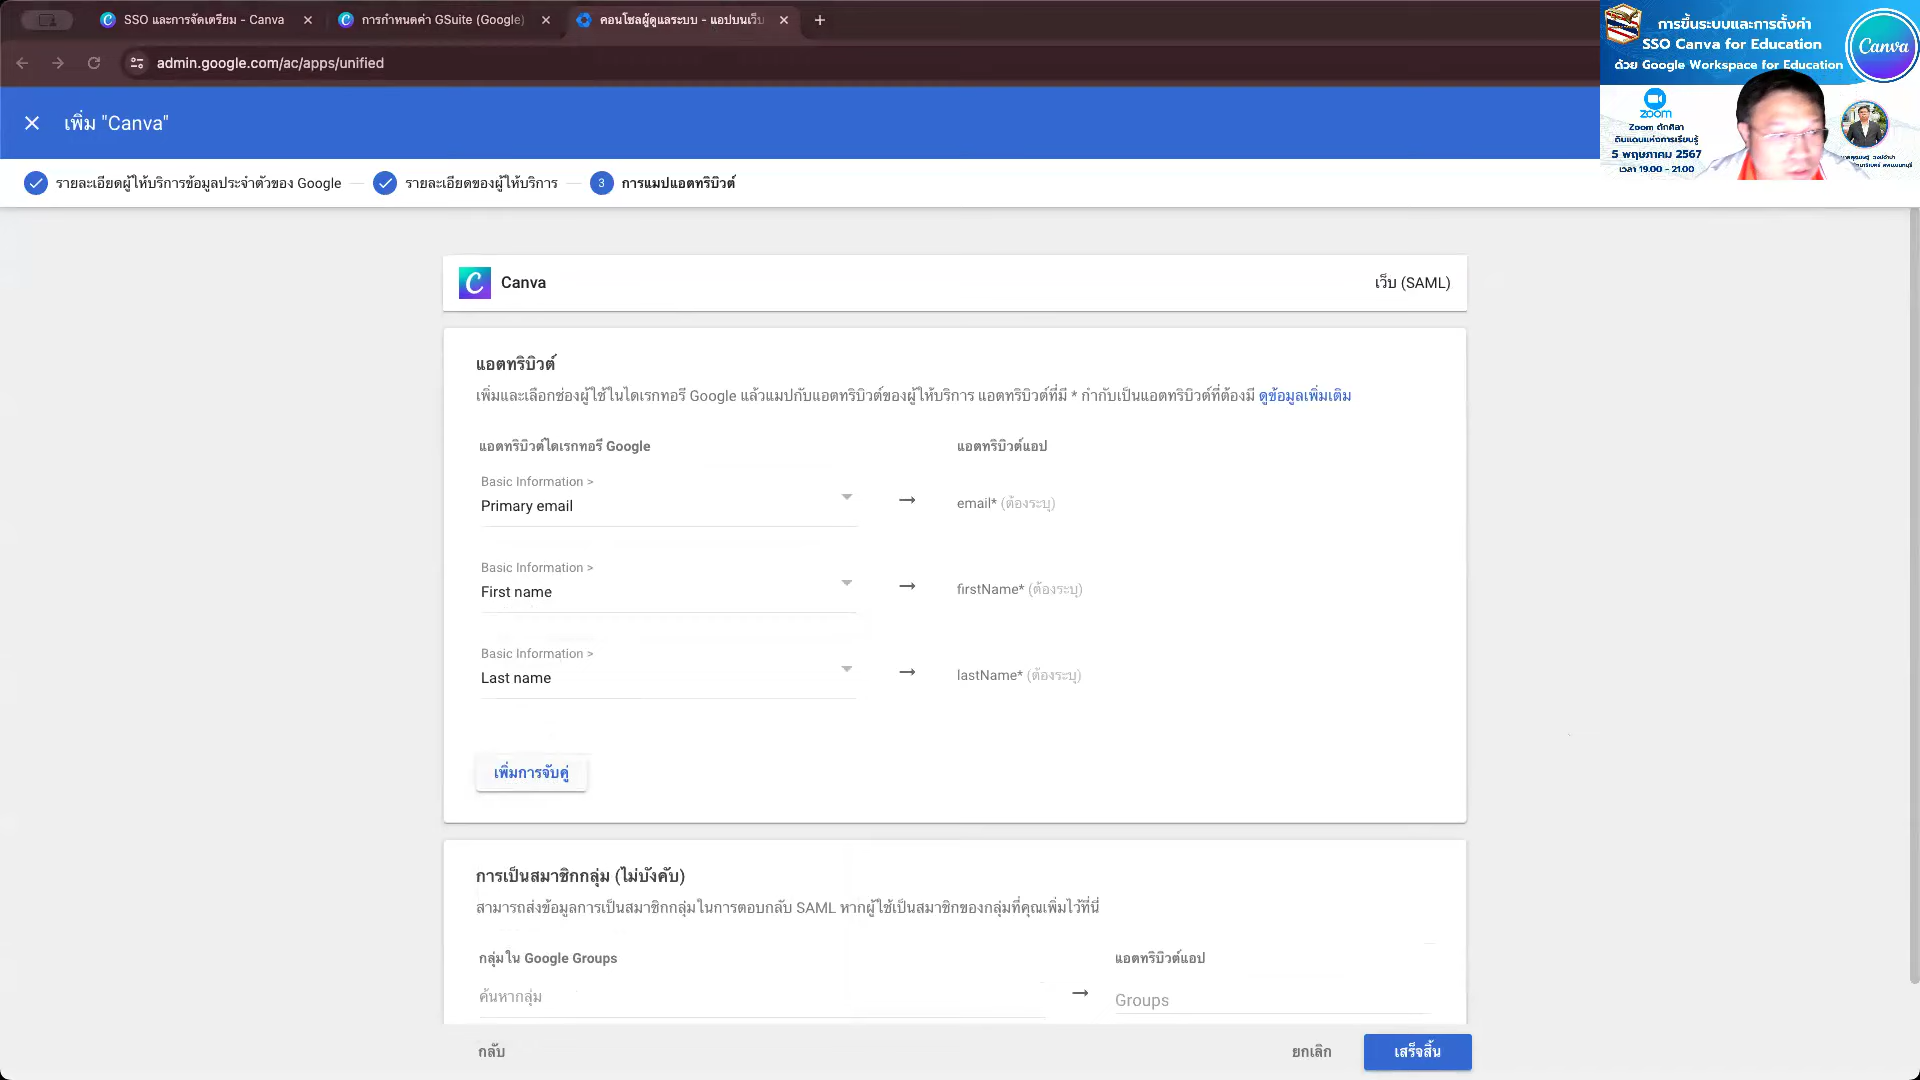 SSO และการจัดเตรียม - Canva
การกำหนดค่า GSuite (Google)
คอนโซลผู้ดูแลระบบ - แอปบนเว็บ
admin.google.com/ac/apps/unified
การขึ้นระบบและการตั้งค่า
SSO Canva for Education
ด้วย Google Workspace for Education
Canva
zoom
Zoom ตักศิลา
ดินแดนแห่งการเรียนรู้
5 พฤษภาคม 2567
เวลา 19.00 - 21.00
เพิ่ม "Canva"
รายละเอียดผู้ให้บริการข้อมูลประจำตัวของ Google
รายละเอียดของผู้ให้บริการ
3 การแมปแอตทริบิวต์
Canva
เว็บ (SAML)
แอตทริบิวต์
เพิ่มและเลือกช่องผู้ใช้ในไดเรกทอรี Google แล้วแมปกับแอตทริบิวต์ของผู้ให้บริการ แอตทริบิวต์ที่มี * กำกับเป็นแอตทริบิวต์ที่ต้องมี ดูข้อมูลเพิ่มเติม
แอตทริบิวต์ไดเรกทอรี Google
แอตทริบิวต์แอป
Basic Information >
Primary email
→
email* (ต้องระบุ)
Basic Information >
First name
→
firstName* (ต้องระบุ)
Basic Information >
Last name
→
lastName* (ต้องระบุ)
เพิ่มการจับคู่
การเป็นสมาชิกกลุ่ม (ไม่บังคับ)
สามารถส่งข้อมูลการเป็นสมาชิกกลุ่มในการตอบกลับ SAML หากผู้ใช้เป็นสมาชิกของกลุ่มที่คุณเพิ่มไว้ที่นี่
กลุ่มใน Google Groups
แอตทริบิวต์แอป
ค้นหากลุ่ม
→
Groups
กลับ
ยกเลิก
เสร็จสิ้น